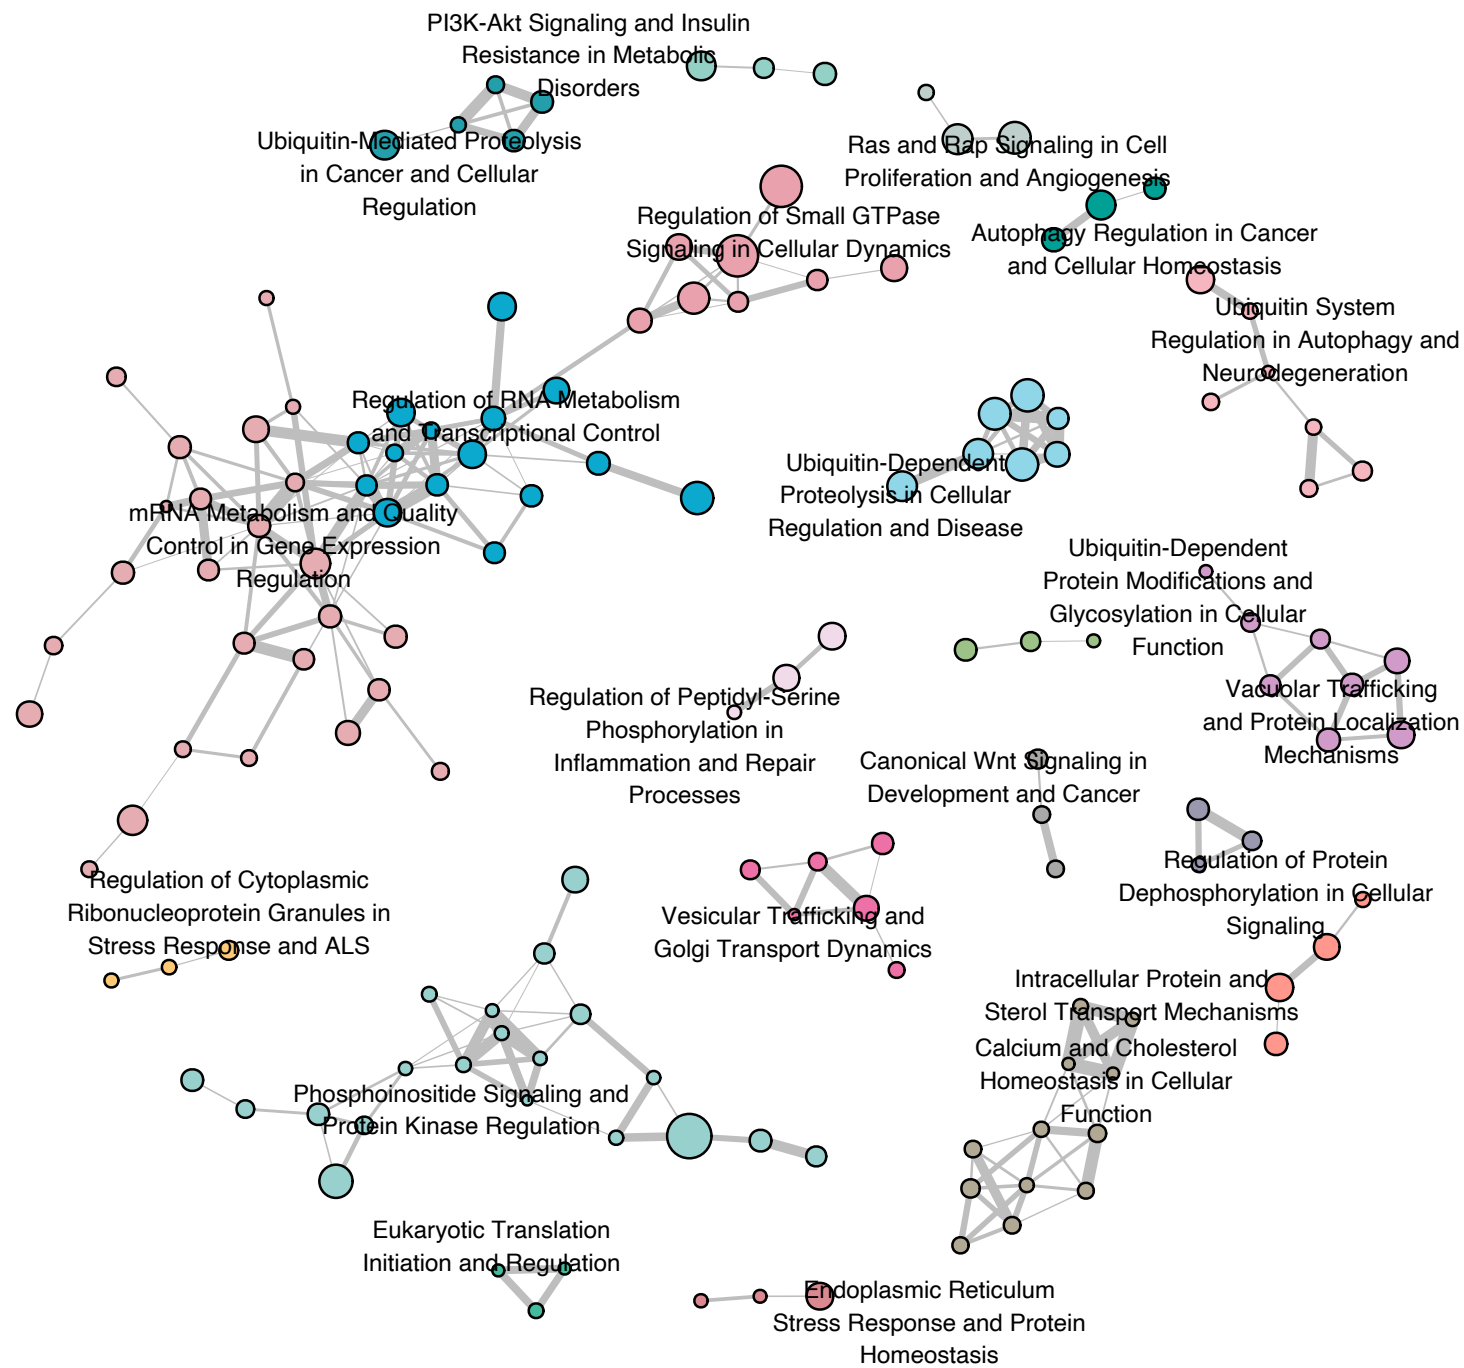 PI3K-Akt Signaling and Insulin
Resistance in Metabolic
Disorders
Ubiquitin-Mediated Proteolysis
in Cancer and Cellular
Regulation
Ras and Rap Signaling in Cell
Proliferation and Angiogenesis
Regulation of Small GTPase
Signaling in Cellular Dynamics
Autophagy Regulation in Cancer
and Cellular Homeostasis
Ubiquitin System
Regulation in Autophagy and
Neurodegeneration
Regulation of RNA Metabolism
and Transcriptional Control
Ubiquitin-Dependent
Proteolysis in Cellular
Regulation and Disease
mRNA Metabolism and Quality
Control in Gene Expression
Regulation
Ubiquitin-Dependent
Protein Modifications and
Glycosylation in Cellular
Function
Vacuolar Trafficking
and Protein Localization
Mechanisms
Regulation of Peptidyl-Serine
Phosphorylation in
Inflammation and Repair
Processes
Canonical Wnt Signaling in
Development and Cancer
Regulation of Protein
Dephosphorylation in Cellular
Signaling
Regulation of Cytoplasmic
Ribonucleoprotein Granules in
Stress Response and ALS
Vesicular Trafficking and
Golgi Transport Dynamics
Intracellular Protein and
Sterol Transport Mechanisms
Calcium and Cholesterol
Homeostasis in Cellular
Function
Phosphoinositide Signaling and
Protein Kinase Regulation
Eukaryotic Translation
Initiation and Regulation
Endoplasmic Reticulum
Stress Response and Protein
Homeostasis